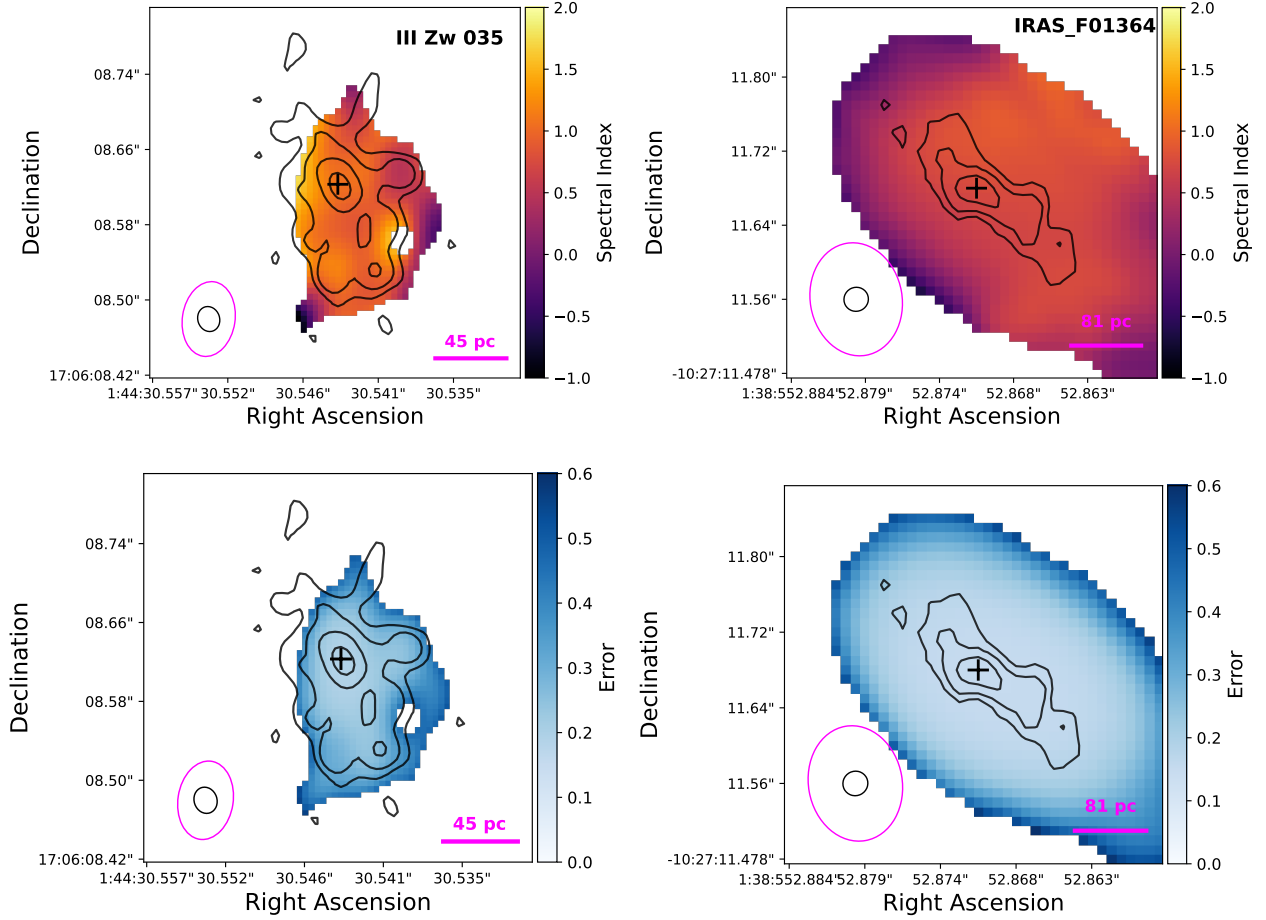 III Zw 035
08.74"
08.66"
08.58"
08.50"
17:06:08.42"
1:44:30.557" 30.552" 30.546" 30.541" 30.535"
Declination
Right Ascension
45 pc
2.0
1.5
1.0
0.5
0.0
−0.5
−1.0
Spectral Index
IRAS_F01364
11.80"
11.72"
11.64"
11.56"
-10:27:11.478"
1:38:552.884" 52.879" 52.874" 52.868" 52.863"
Declination
Right Ascension
81 pc
2.0
1.5
1.0
0.5
0.0
−0.5
−1.0
Spectral Index
08.74"
08.66"
08.58"
08.50"
17:06:08.42"
1:44:30.557" 30.552" 30.546" 30.541" 30.535"
Declination
Right Ascension
45 pc
0.6
0.5
0.4
0.3
0.2
0.1
0.0
Error
11.80"
11.72"
11.64"
11.56"
-10:27:11.478"
1:38:552.884" 52.879" 52.874" 52.868" 52.863"
Declination
Right Ascension
81 pc
0.6
0.5
0.4
0.3
0.2
0.1
0.0
Error